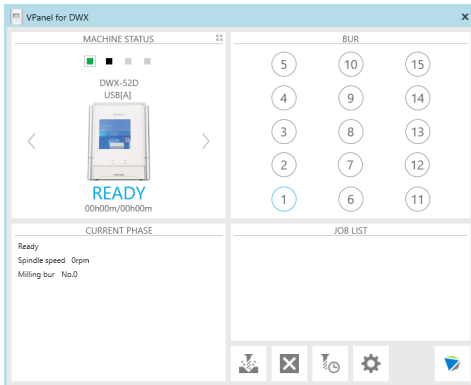 VPanel for DWX
MACHINE STATUS
DWX-52D
USB[A]
READY
00h00m/00h00m
BUR
5 10 15
4 9 14
3 8 13
2 7 12
1 6 11
CURRENT PHASE
Ready
Spindle speed 0rpm
Milling bur No.0
JOB LIST